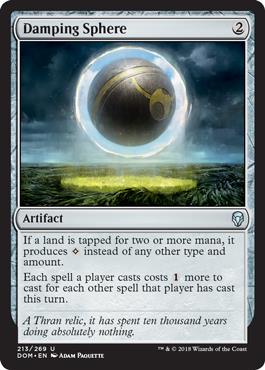 Damping Sphere 2
Artifact
If a land is tapped for two or more mana, it
produces ◇ instead of any other type and
amount.
Each spell a player casts costs 1 more to
cast for each other spell that player has
cast this turn.
A Thran relic, it has spent ten thousand years
doing absolutely nothing.
213/269 U
DOM • EN Adam Paquette
™ & © 2018 Wizards of the Coast